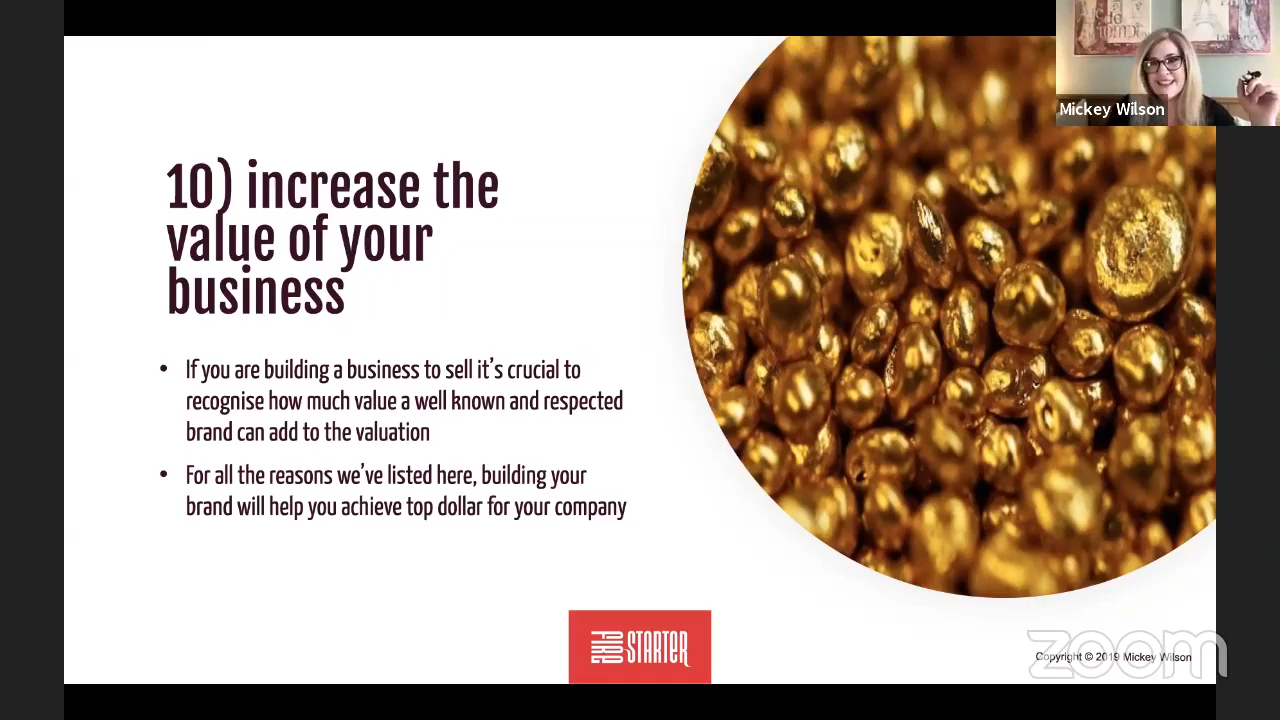 Mickey Wilson
10) increase the
value of your
business
• If you are building a business to sell it’s crucial to
recognise how much value a well known and respected
brand can add to the valuation
• For all the reasons we’ve listed here, building your
brand will help you achieve top dollar for your company
FIRE STARTER
zoom
Copyright © 2019 Mickey Wilson